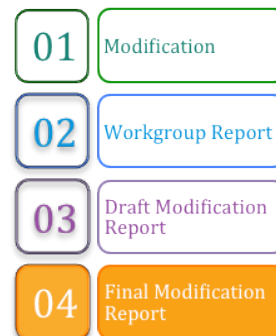 01 Modification
02 Workgroup Report
03 Draft Modification
Report
04 Final Modification
Report